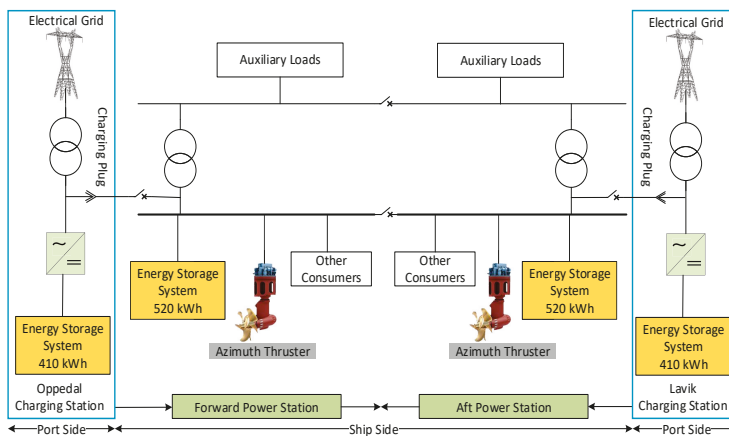 Electrical Grid
Charging Plug
~
=
Energy Storage
System
410 kWh
Oppedal
Charging Station
Auxiliary Loads
Auxiliary Loads
Energy Storage
System
520 kWh
Other
Consumers
Azimuth Thruster
Other
Consumers
Energy Storage
System
520 kWh
Azimuth Thruster
Electrical Grid
Charging Plug
~
=
Energy Storage
System
410 kWh
Lavik
Charging Station
Forward Power Station
Aft Power Station
Port Side
Ship Side
Port Side